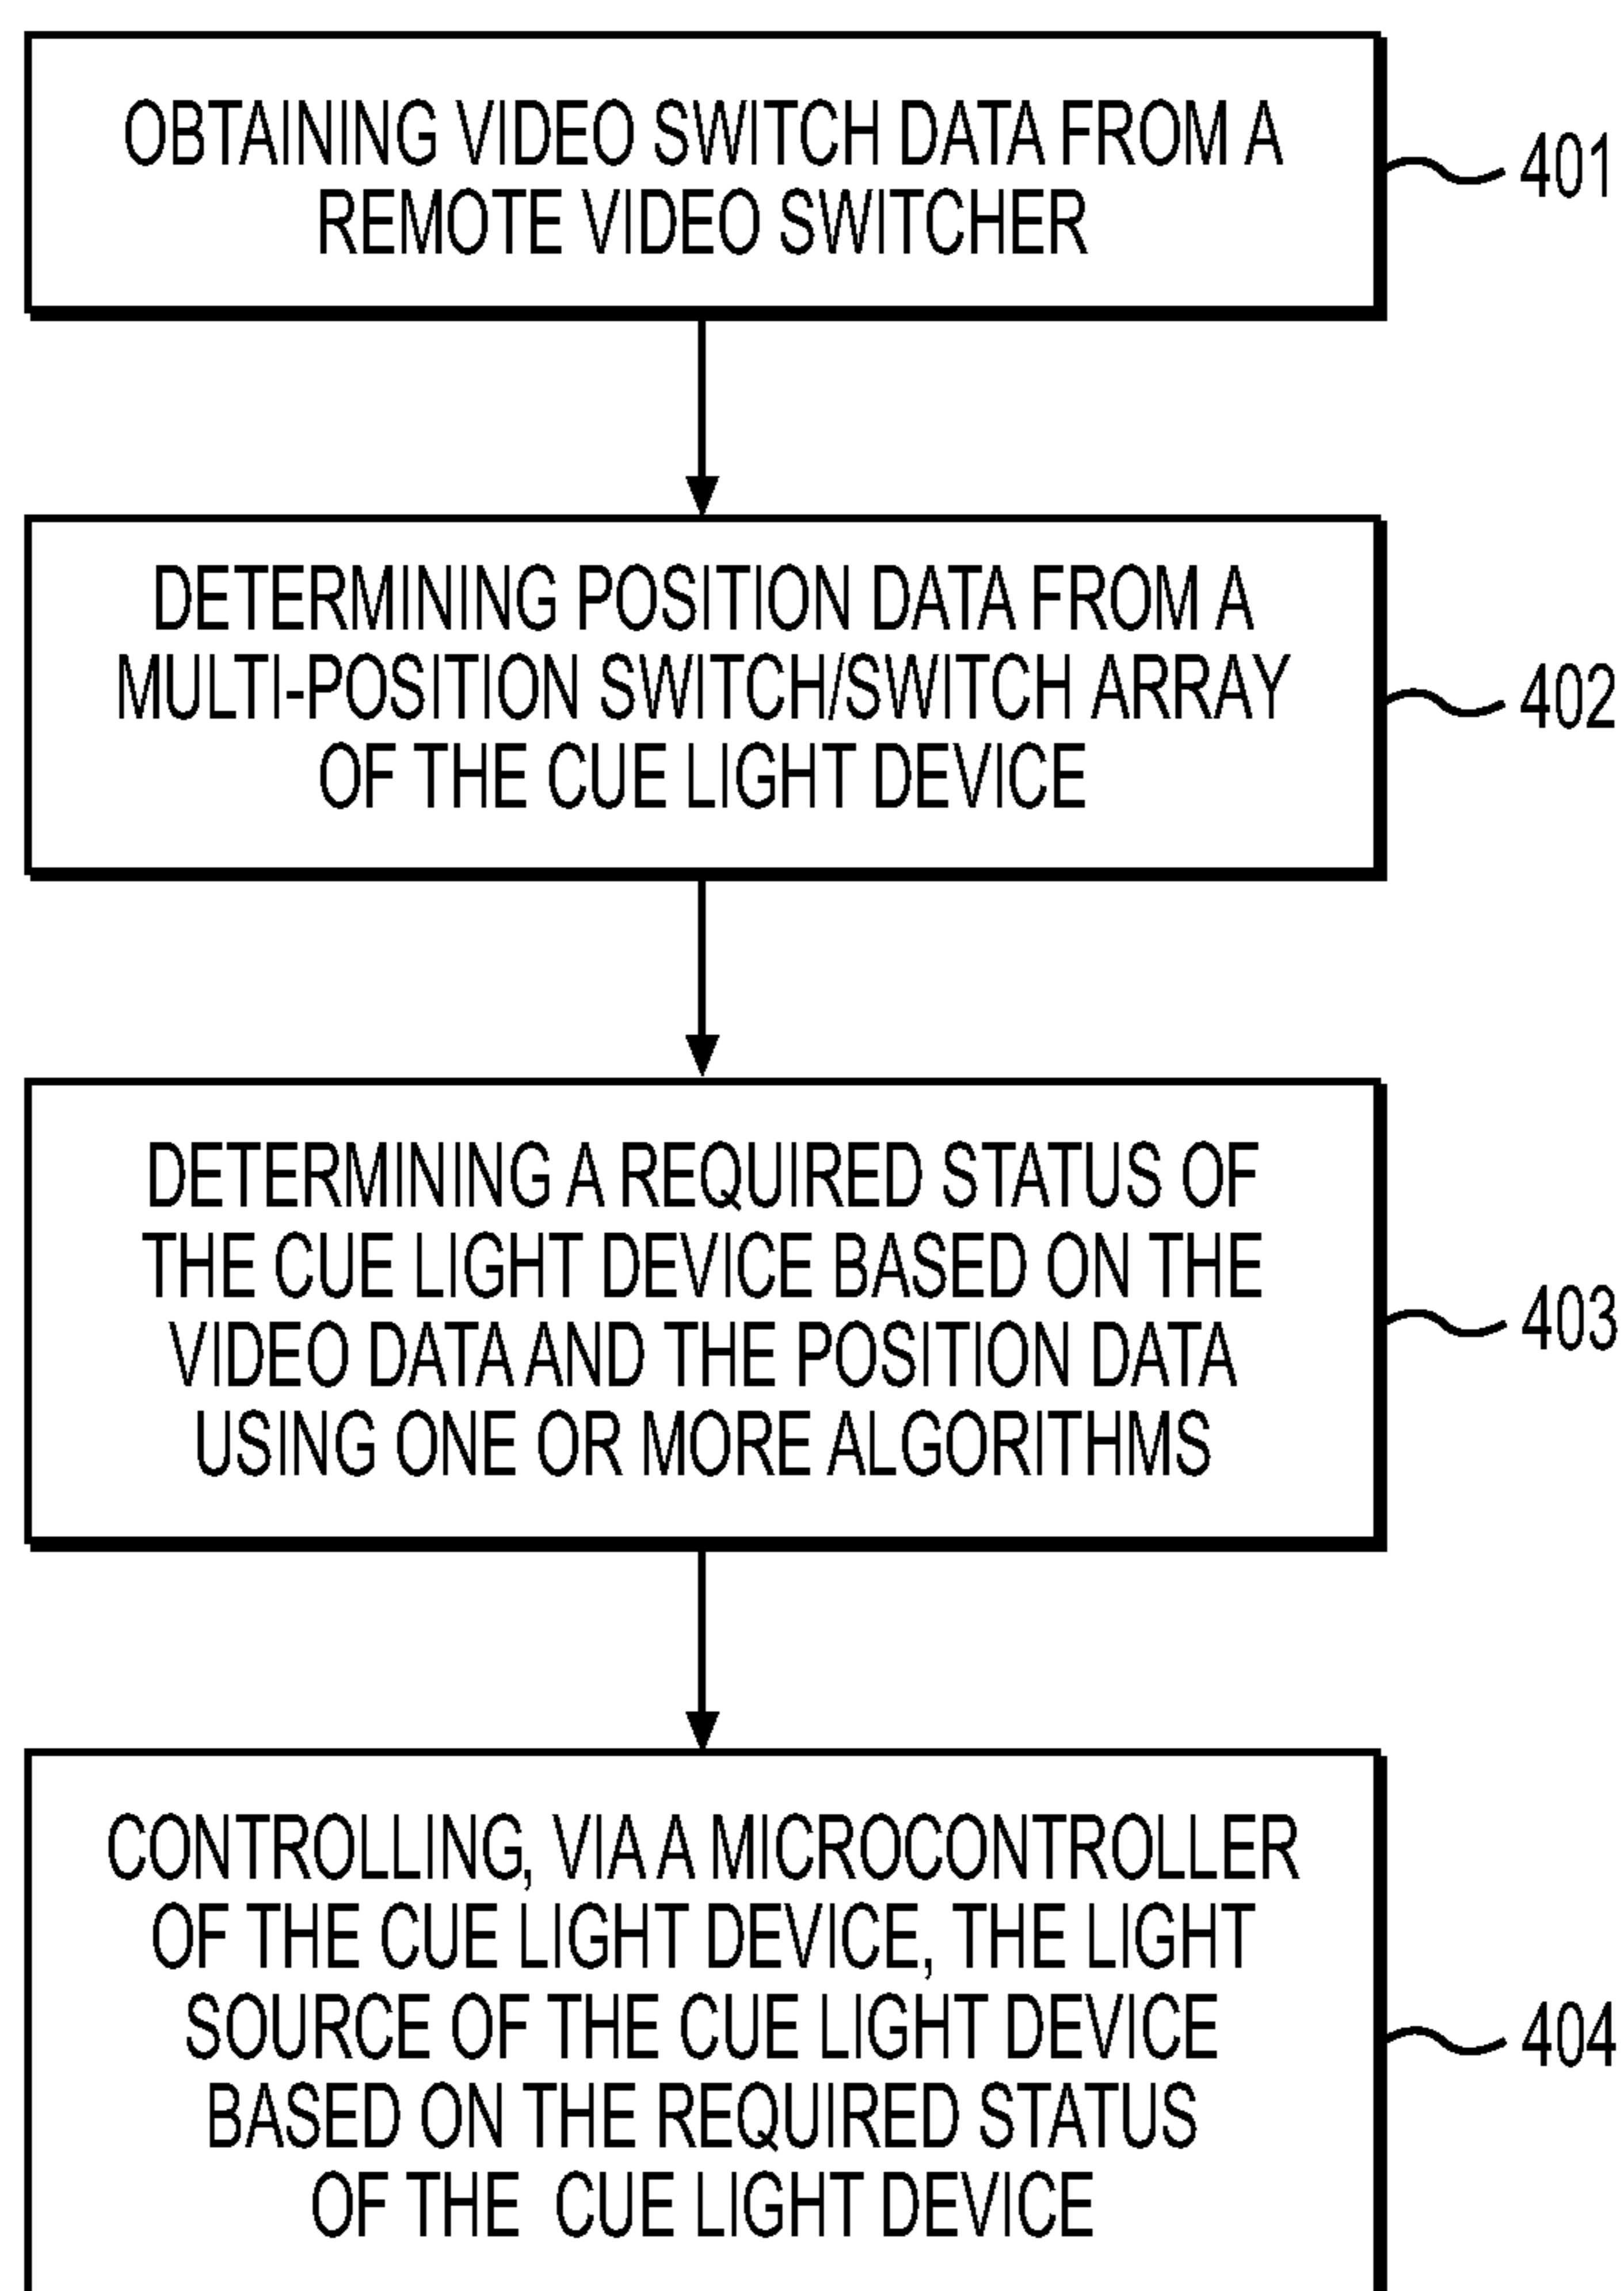 OBTAINING VIDEO SWITCH DATA FROM A
REMOTE VIDEO SWITCHER
401
DETERMINING POSITION DATA FROM A
MULTI-POSITION SWITCH/SWITCH ARRAY
OF THE CUE LIGHT DEVICE
402
DETERMINING A REQUIRED STATUS OF
THE CUE LIGHT DEVICE BASED ON THE
VIDEO DATA AND THE POSITION DATA
USING ONE OR MORE ALGORITHMS
403
CONTROLLING, VIA A MICROCONTROLLER
OF THE CUE LIGHT DEVICE, THE LIGHT
SOURCE OF THE CUE LIGHT DEVICE
BASED ON THE REQUIRED STATUS
OF THE CUE LIGHT DEVICE
404